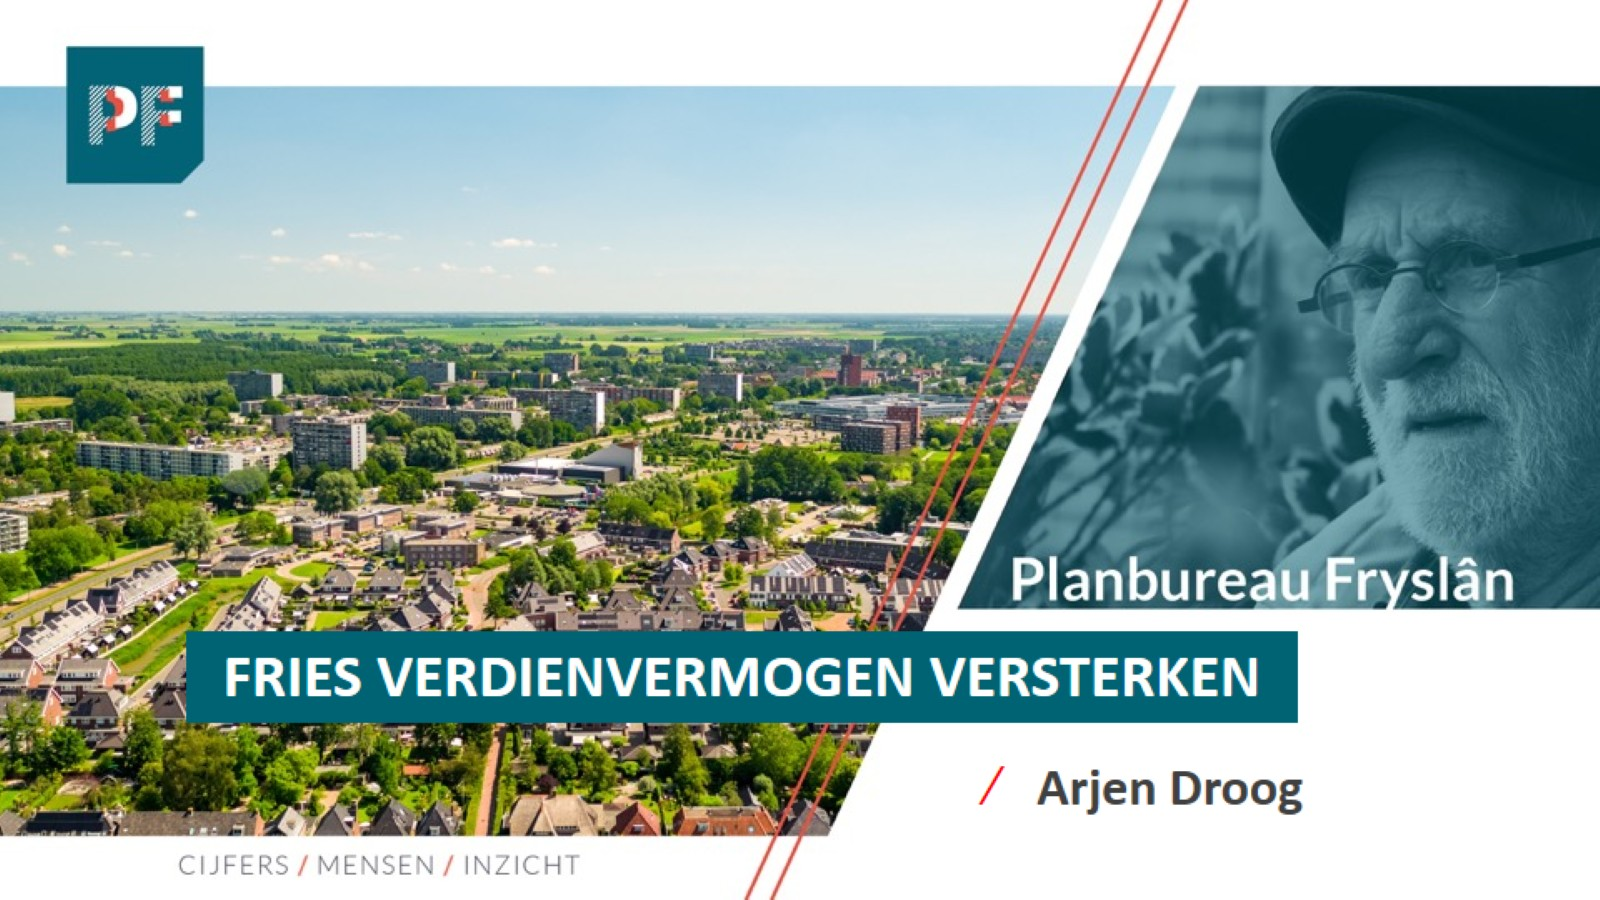 PF
Planbureau Fryslân
FRIES VERDIENVERMOGEN VERSTERKEN
/ Arjen Droog
CIJFERS / MENSEN / INZICHT